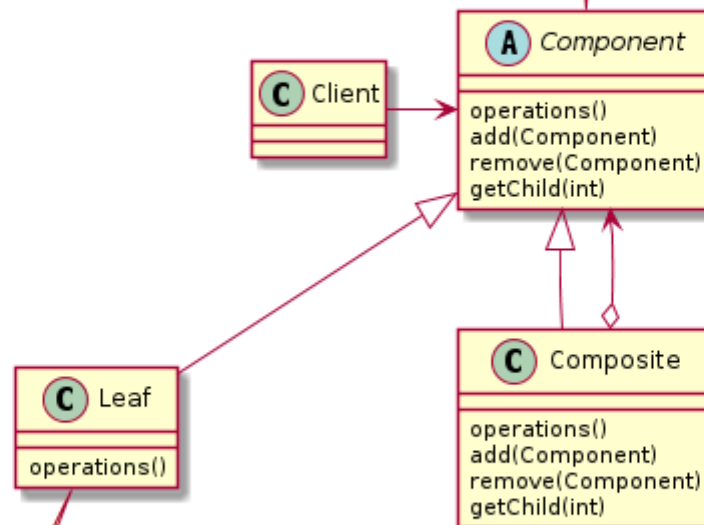 A Component
operations()
add(Component)
remove(Component)
getChild(int)
C Client
C Leaf
operations()
C Composite
operations()
add(Component)
remove(Component)
getChild(int)